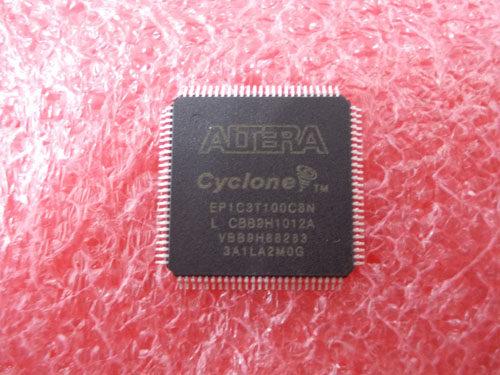 ALTERA
Cyclone™
EP1C3T100C8N
L CBB9H1012A
VBB9H88283
3A1LA2M0G